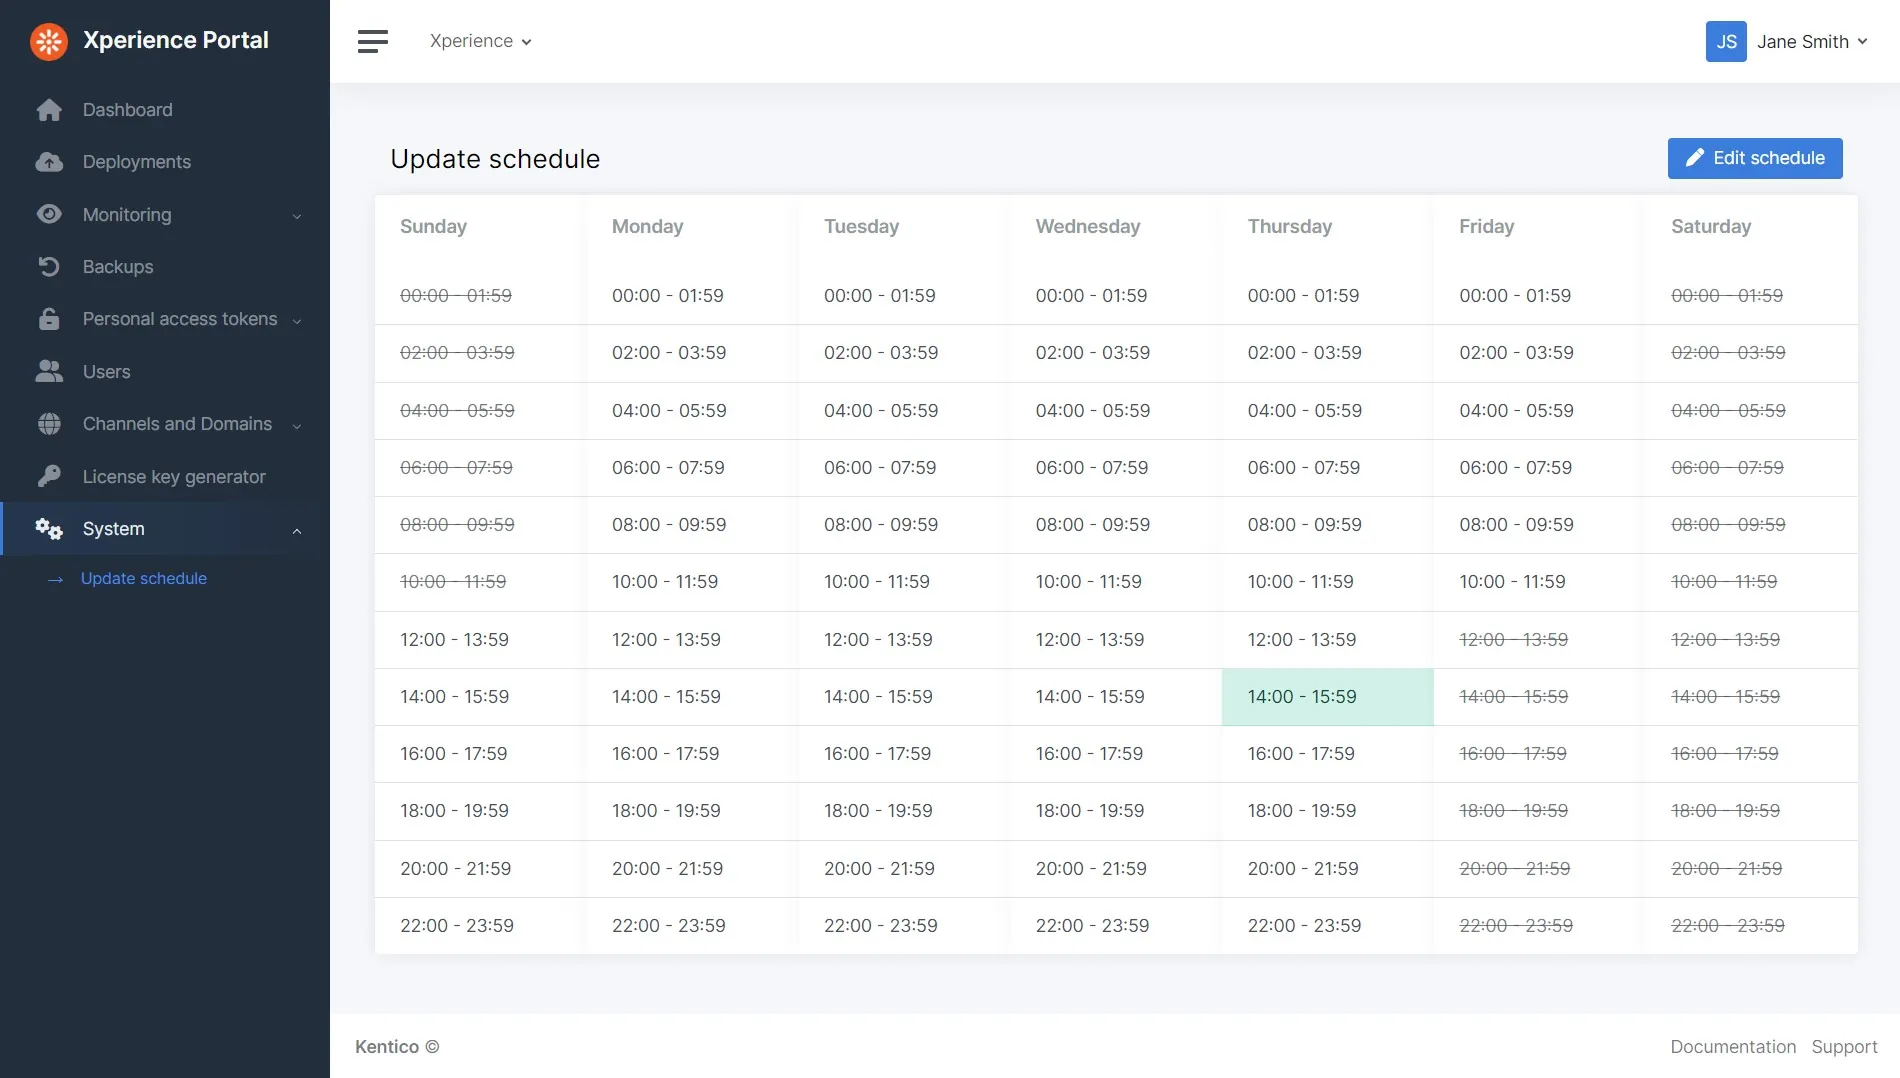 Xperience Portal
Xperience
JS Jane Smith
Dashboard
Deployments
Monitoring
Backups
Personal access tokens
Users
Channels and Domains
License key generator
System
Update schedule
Update schedule
Edit schedule
Sunday Monday Tuesday Wednesday Thursday Friday Saturday
00:00 - 01:59 00:00 - 01:59 00:00 - 01:59 00:00 - 01:59 00:00 - 01:59 00:00 - 01:59 00:00 - 01:59
02:00 - 03:59 02:00 - 03:59 02:00 - 03:59 02:00 - 03:59 02:00 - 03:59 02:00 - 03:59 02:00 - 03:59
04:00 - 05:59 04:00 - 05:59 04:00 - 05:59 04:00 - 05:59 04:00 - 05:59 04:00 - 05:59 04:00 - 05:59
06:00 - 07:59 06:00 - 07:59 06:00 - 07:59 06:00 - 07:59 06:00 - 07:59 06:00 - 07:59 06:00 - 07:59
08:00 - 09:59 08:00 - 09:59 08:00 - 09:59 08:00 - 09:59 08:00 - 09:59 08:00 - 09:59 08:00 - 09:59
10:00 - 11:59 10:00 - 11:59 10:00 - 11:59 10:00 - 11:59 10:00 - 11:59 10:00 - 11:59 10:00 - 11:59
12:00 - 13:59 12:00 - 13:59 12:00 - 13:59 12:00 - 13:59 12:00 - 13:59 12:00 - 13:59 12:00 - 13:59
14:00 - 15:59 14:00 - 15:59 14:00 - 15:59 14:00 - 15:59 14:00 - 15:59 14:00 - 15:59 14:00 - 15:59
16:00 - 17:59 16:00 - 17:59 16:00 - 17:59 16:00 - 17:59 16:00 - 17:59 16:00 - 17:59 16:00 - 17:59
18:00 - 19:59 18:00 - 19:59 18:00 - 19:59 18:00 - 19:59 18:00 - 19:59 18:00 - 19:59 18:00 - 19:59
20:00 - 21:59 20:00 - 21:59 20:00 - 21:59 20:00 - 21:59 20:00 - 21:59 20:00 - 21:59 20:00 - 21:59
22:00 - 23:59 22:00 - 23:59 22:00 - 23:59 22:00 - 23:59 22:00 - 23:59 22:00 - 23:59 22:00 - 23:59
Kentico ©
Documentation Support